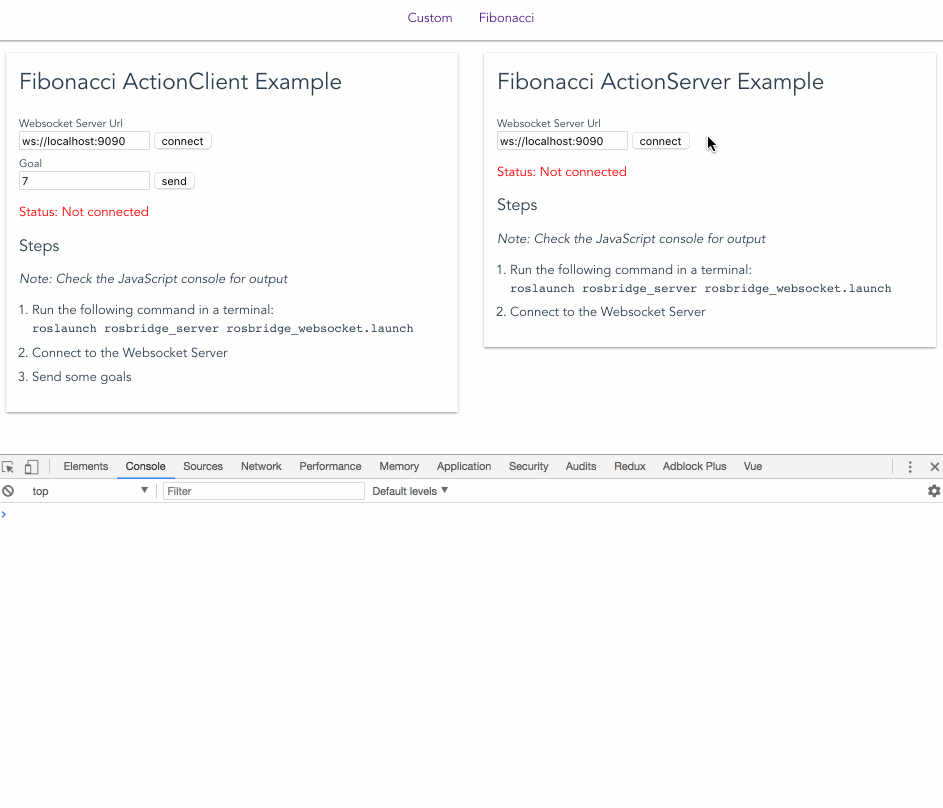 Custom Fibonacci
Fibonacci ActionClient Example
Websocket Server Url
ws://localhost:9090 connect
Goal
7 send
Status: Not connected
Steps
Note: Check the JavaScript console for output
1. Run the following command in a terminal:
roslaunch rosbridge_server rosbridge_websocket.launch
2. Connect to the Websocket Server
3. Send some goals
Fibonacci ActionServer Example
Websocket Server Url
ws://localhost:9090 connect
Status: Not connected
Steps
Note: Check the JavaScript console for output
1. Run the following command in a terminal:
roslaunch rosbridge_server rosbridge_websocket.launch
2. Connect to the Websocket Server
Elements Console Sources Network Performance Memory Application Security Audits Redux Adblock Plus Vue
top Filter Default levels